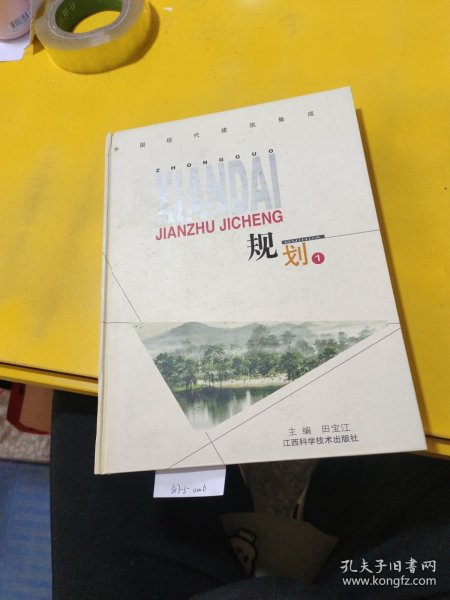 中国现代建筑集成
ZHONGGUO
XIANDAI
JIANZHU JICHENG
规划
1
主编 田宝江
江西科学技术出版社
孔夫子旧书网
www.kongfz.com